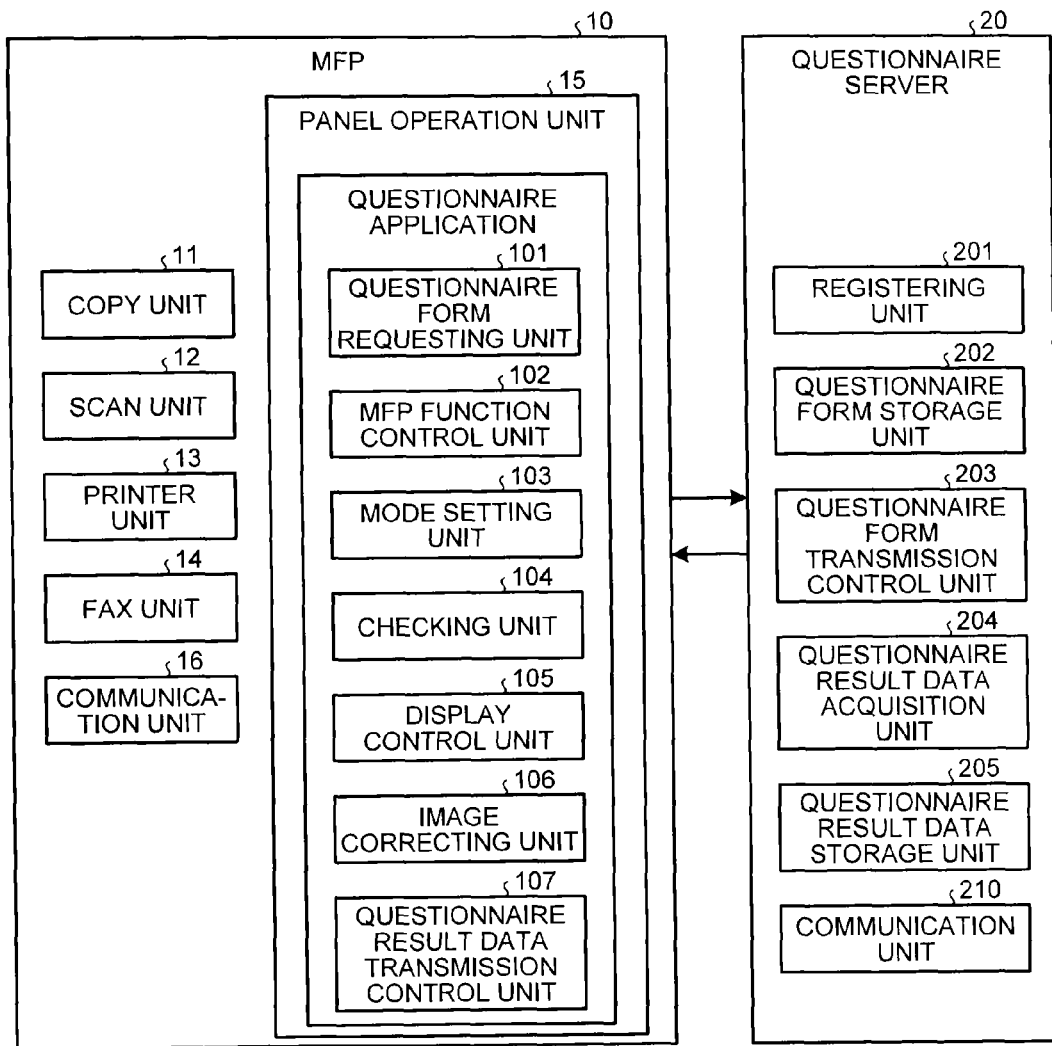 10
MFP
15
PANEL OPERATION UNIT
QUESTIONNAIRE
APPLICATION
11
COPY UNIT
12
SCAN UNIT
13
PRINTER
UNIT
14
FAX UNIT
16
COMMUNICA-
TION UNIT
101
QUESTIONNAIRE
FORM
REQUESTING UNIT
102
MFP FUNCTION
CONTROL UNIT
103
MODE SETTING
UNIT
104
CHECKING UNIT
105
DISPLAY
CONTROL UNIT
106
IMAGE
CORRECTING UNIT
107
QUESTIONNAIRE
RESULT DATA
TRANSMISSION
CONTROL UNIT
20
QUESTIONNAIRE
SERVER
201
REGISTERING
UNIT
202
QUESTIONNAIRE
FORM STORAGE
UNIT
203
QUESTIONNAIRE
FORM
TRANSMISSION
CONTROL UNIT
204
QUESTIONNAIRE
RESULT DATA
ACQUISITION
UNIT
205
QUESTIONNAIRE
RESULT DATA
STORAGE UNIT
210
COMMUNICATION
UNIT